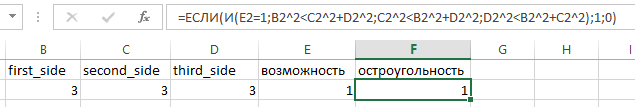 =ЕСЛИ(И(E2=1;B2^2<C2^2+D2^2;C2^2<B2^2+D2^2;D2^2<B2^2+C2^2);1;0)
B C D E F G H I
first_side second_side third_side возможность остроугольность
3 3 3 1 1